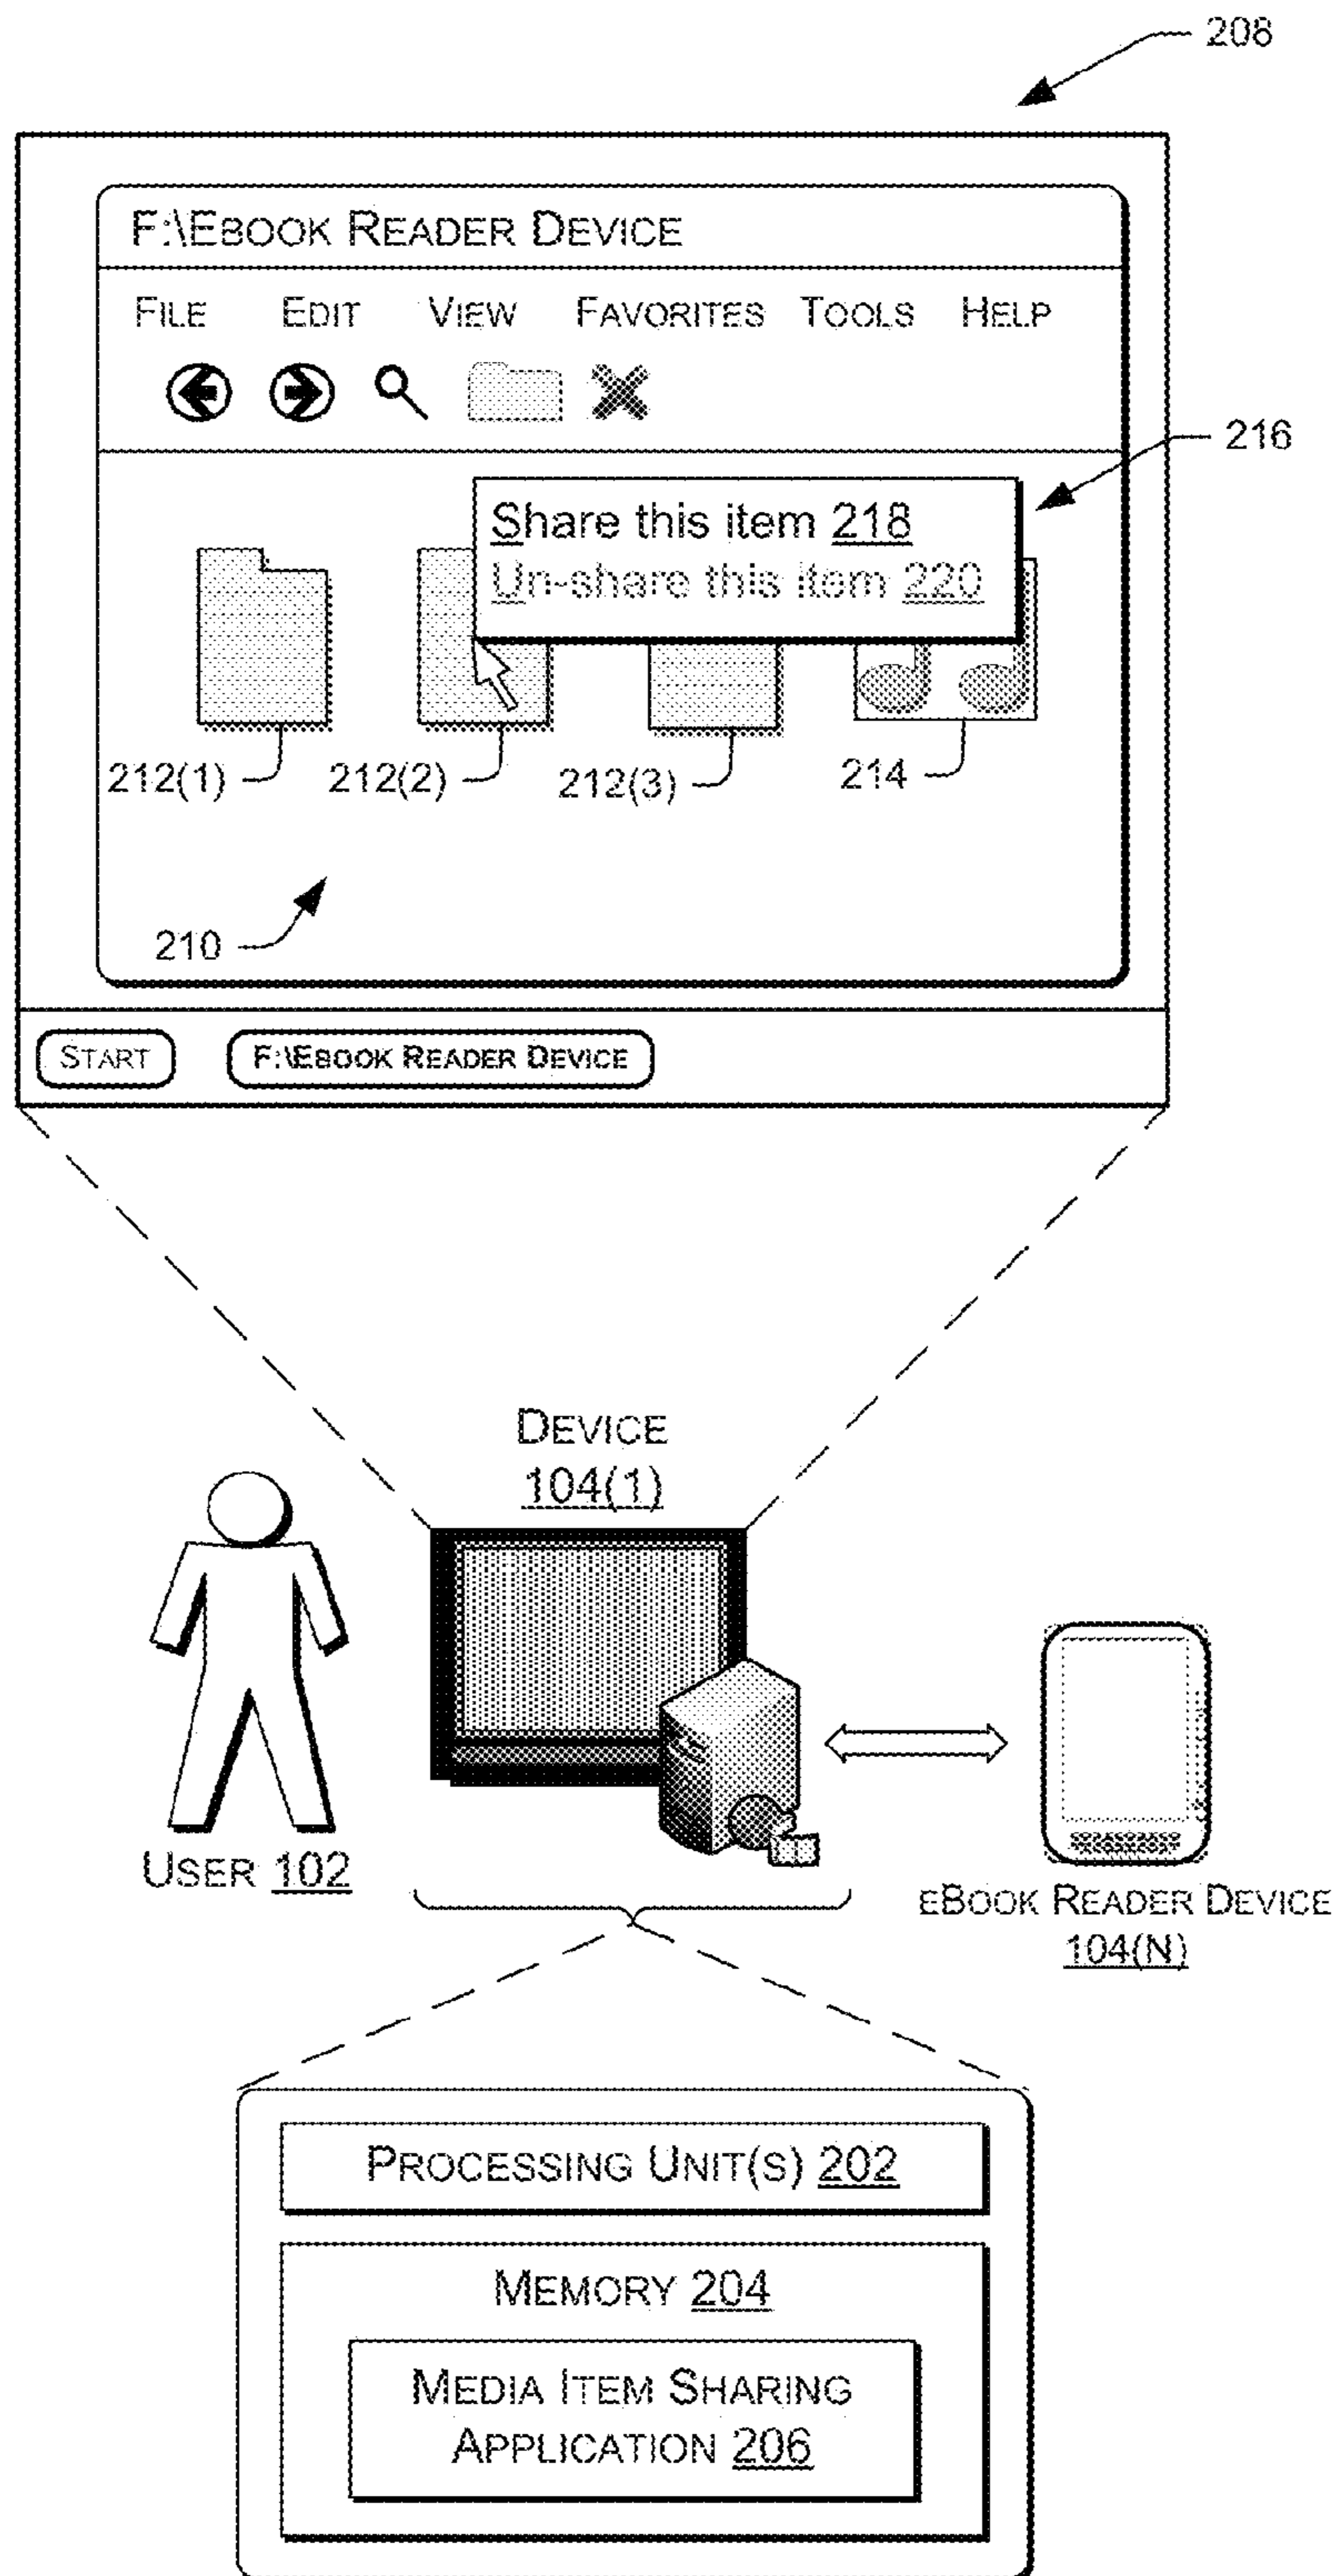 208
F:\EBOOK READER DEVICE
FILE EDIT VIEW FAVORITES TOOLS HELP
216
Share this item 218
Un-share this item 220
212(1) 212(2) 212(3) 214
210
START F:\EBOOK READER DEVICE
DEVICE
104(1)
USER 102
EBOOK READER DEVICE
104(N)
PROCESSING UNIT(S) 202
MEMORY 204
MEDIA ITEM SHARING
APPLICATION 206